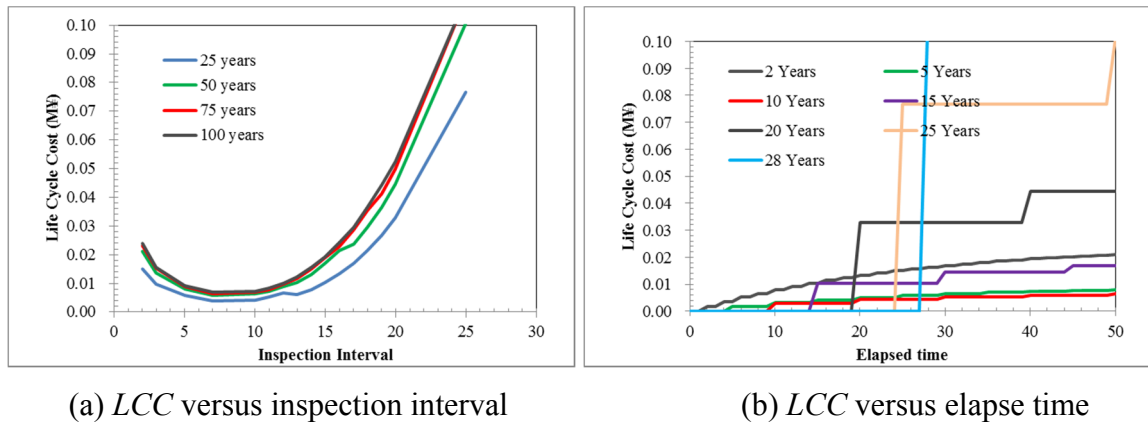 0.10
0.09
0.08
0.07
0.06
0.05
0.04
0.03
0.02
0.01
0.00
Life Cycle Cost (M¥)
25 years
50 years
75 years
100 years
0 5 10 15 20 25 30
Inspection Interval
0.10
0.09
0.08
0.07
0.06
0.05
0.04
0.03
0.02
0.01
0.00
Life Cycle Cost (M¥)
2 Years 5 Years
10 Years 15 Years
20 Years 25 Years
28 Years
0 10 20 30 40 50
Elapsed time
(a) LCC versus inspection interval
(b) LCC versus elapse time